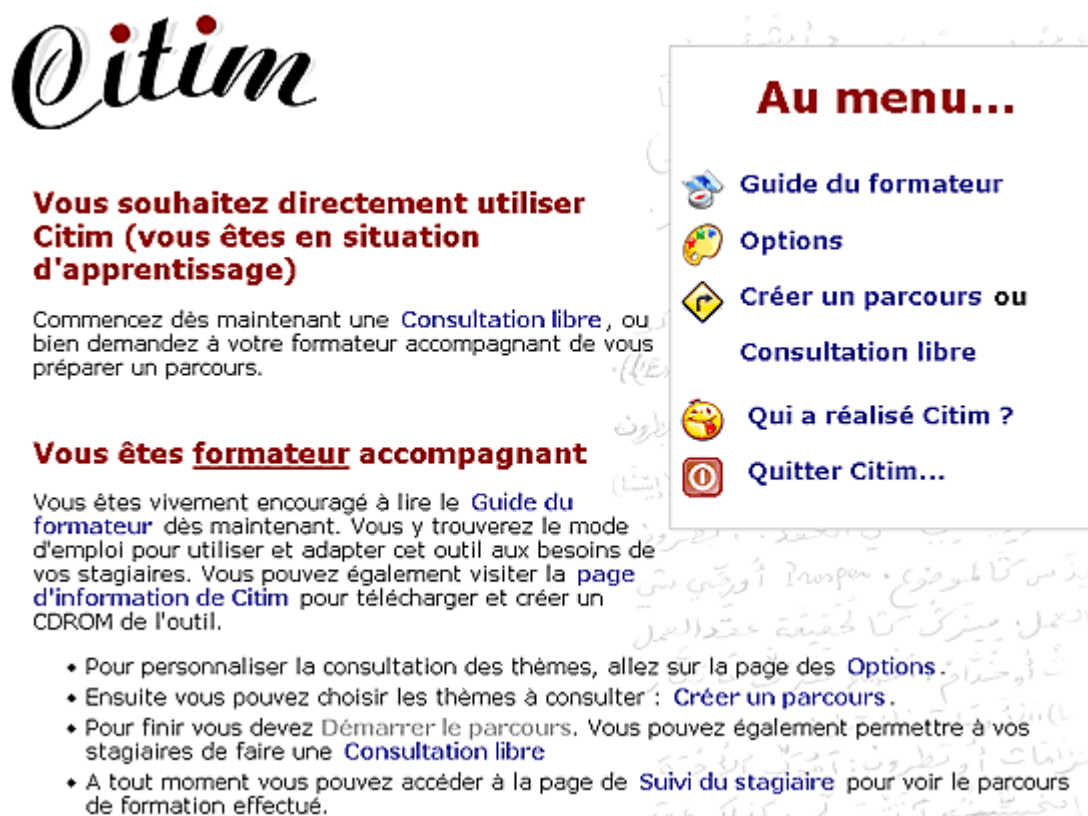 Citim
Vous souhaitez directement utiliser
Citim (vous êtes en situation
d'apprentissage)
Commencez dès maintenant une Consultation libre, ou
bien demandez à votre formateur accompagnant de vous
préparer un parcours.
Vous êtes formateur accompagnant
Vous êtes vivement encouragé à lire le Guide du
formateur dès maintenant. Vous y trouverez le mode
d'emploi pour utiliser et adapter cet outil aux besoins de
vos stagiaires. Vous pouvez également visiter la page
d'information de Citim pour télécharger et créer un
CDROM de l'outil.
• Pour personnaliser la consultation des thèmes, allez sur la page des Options.
• Ensuite vous pouvez choisir les thèmes à consulter : Créer un parcours.
• Pour finir vous devez Démarrer le parcours. Vous pouvez également permettre à vos
stagiaires de faire une Consultation libre
• A tout moment vous pouvez accéder à la page de Suivi du stagiaire pour voir le parcours
de formation effectué.
Au menu...
Guide du formateur
Options
Créer un parcours ou
Consultation libre
Qui a réalisé Citim ?
Quitter Citim...